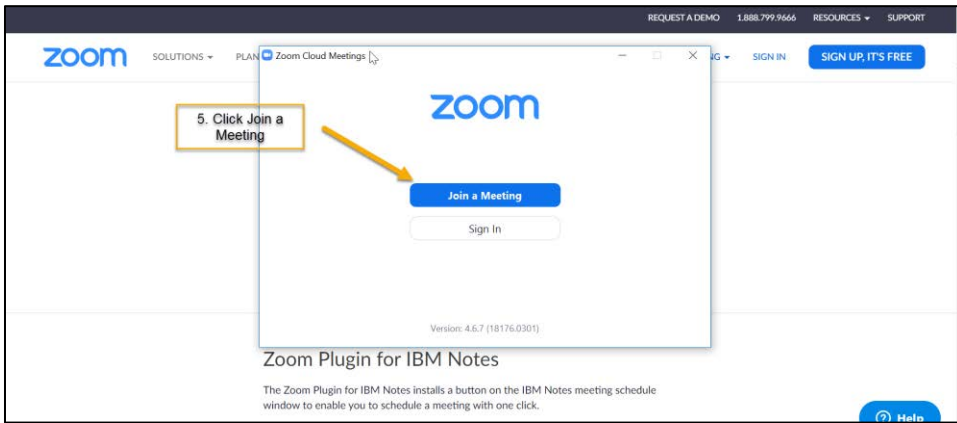 REQUEST A DEMO 1.888.799.9666 RESOURCES SUPPORT
zoom SOLUTIONS SIGN IN SIGN UP, IT'S FREE
Zoom Cloud Meetings
zoom
5. Click Join a
Meeting
Join a Meeting
Sign In
Version: 4.6.7 (18176.0301)
Zoom Plugin for IBM Notes
The Zoom Plugin for IBM Notes installs a button on the IBM Notes meeting schedule
window to enable you to schedule a meeting with one click.
Help